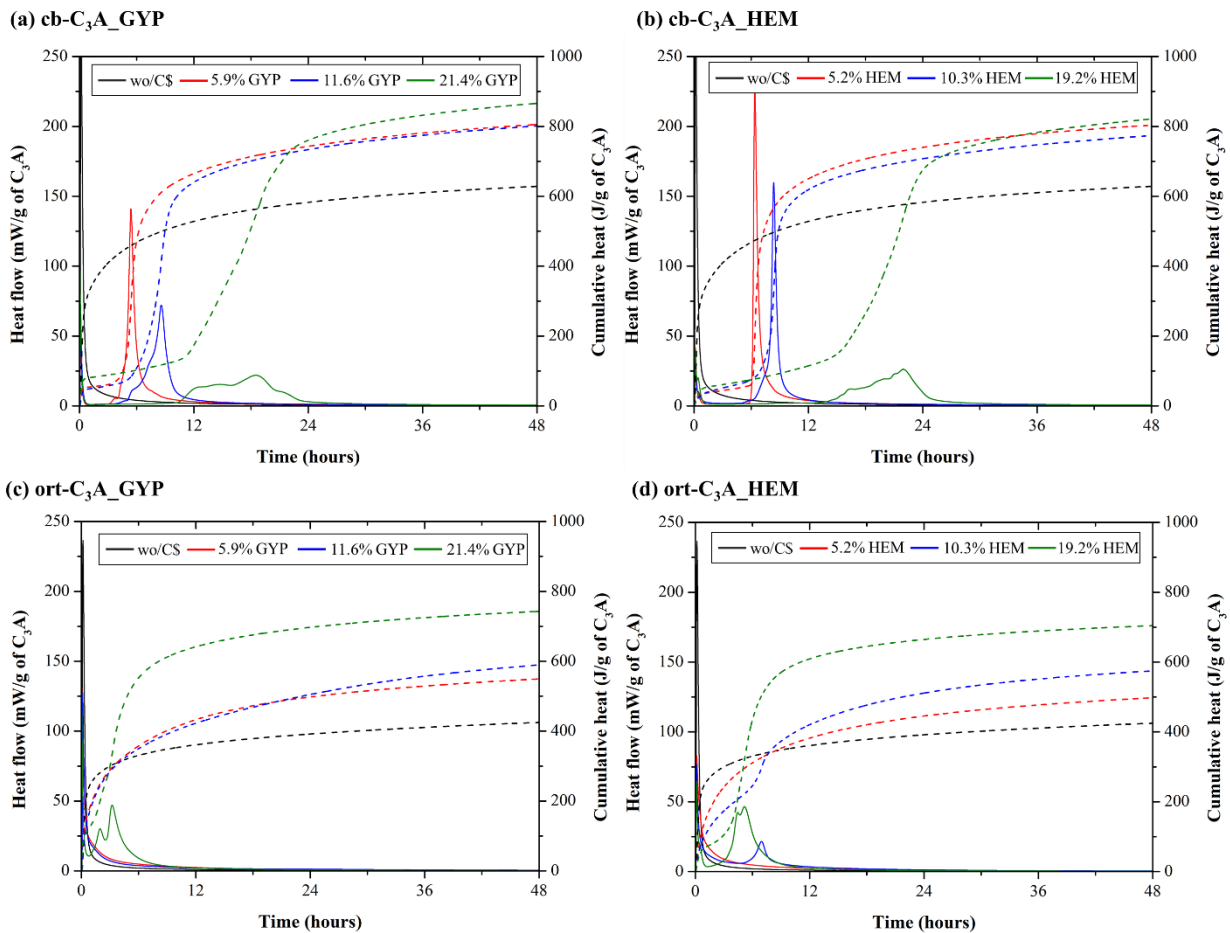 (a) cb-C₃A_GYP
wo/C$ 5.9% GYP 11.6% GYP 21.4% GYP
250
200
150
100
50
0
Heat flow (mW/g of C₃A)
1000
800
600
400
200
0
Cumulative heat (J/g of C₃A)
0 12 24 36 48
Time (hours)
(b) cb-C₃A_HEM
wo/C$ 5.2% HEM 10.3% HEM 19.2% HEM
250
200
150
100
50
0
Heat flow (mW/g of C₃A)
1000
800
600
400
200
0
Cumulative heat (J/g of C₃A)
0 12 24 36 48
Time (hours)
(c) ort-C₃A_GYP
wo/C$ 5.9% GYP 11.6% GYP 21.4% GYP
250
200
150
100
50
0
Heat flow (mW/g of C₃A)
1000
800
600
400
200
0
Cumulative heat (J/g of C₃A)
0 12 24 36 48
Time (hours)
(d) ort-C₃A_HEM
wo/CS 5.2% HEM 10.3% HEM 19.2% HEM
250
200
150
100
50
0
Heat flow (mW/g of C₃A)
1000
800
600
400
200
0
Cumulative heat (J/g of C₃A)
0 12 24 36 48
Time (hours)